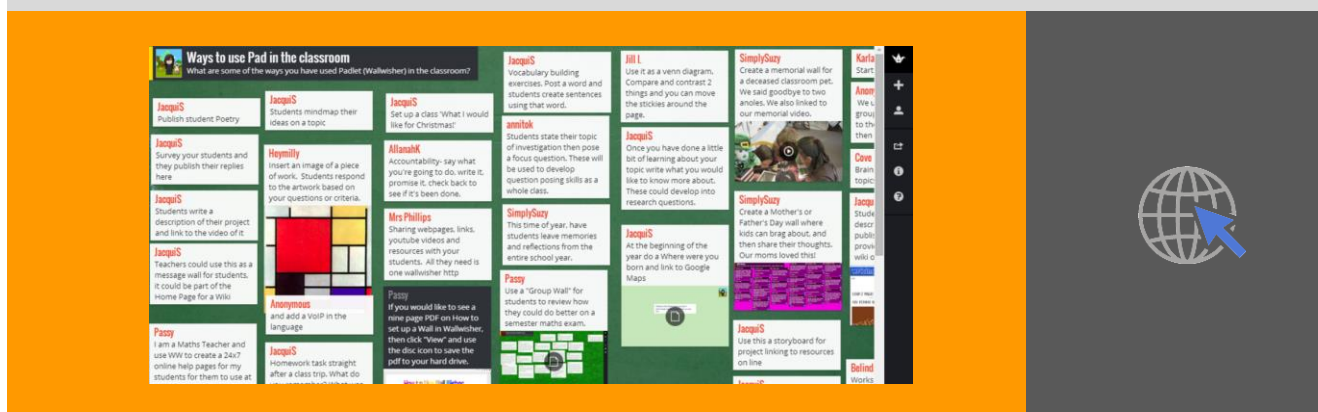 Ways to use Pad in the classroom
What are some of the ways you have used Padlet (Wallwisher) in the classroom?
JacquiS
Publish student Poetry
JacquiS
Survey your students and
they publish their replies
here
JacquiS
Students write a
description of their project
and link to the video of it
JacquiS
Teachers could use this as a
message wall for students,
it could be part of the
Home Page for a Wiki
Passy
I am a Maths Teacher and
use WW to create a 24x7
online help pages for my
students for them to use at
JacquiS
Students mindmap their
ideas on a topic
Heymilly
Insert an image of a piece
of work. Students respond
to the artwork based on
your questions or criteria.
Anonymous
and add a VoIP in the
language
JacquiS
Homework task straight
after a class trip. What do
JacquiS
Set up a class 'What I would
like for Christmas!'
AllanahK
Accountability- say what
you're going to do, write it,
promise it, check back to
see if it's been done.
Mrs Phillips
Sharing webpages, links,
youtube videos and
resources with your
students. All they need is
one wallwisher http
Passy
If you would like to see a
nine page PDF on How to
set up a Wall in Wallwisher,
then click "View" and use
the disc icon to save the
pdf to your hard drive.
JacquiS
Vocabulary building
exercises. Post a word and
students create sentences
using that word.
annitok
Students state their topic
of investigation then pose
a focus question. These will
be used to develop
question posing skills as a
whole class.
SimplySuzy
This time of year, have
students leave memories
and reflections from the
entire school year.
Passy
Use a "Group Wall" for
students to review how
they could do better on a
semester maths exam.
Jill I.
Use it as a venn diagram.
Compare and contrast 2
things and you can move
the stickies around the
page.
JacquiS
Once you have done a little
bit of learning about your
topic write what you would
like to know more about.
These could develop into
research questions.
JacquiS
At the beginning of the
year do a Where were you
born and link to Google
Maps
SimplySuzy
Create a memorial wall for
a deceased classroom pet.
We said goodbye to two
anoles. We also linked to
our memorial video.
SimplySuzy
Create a Mother's or
Father's Day wall where
kids can brag about, and
then share their thoughts.
Our moms loved this!
JacquiS
Use this a storyboard for
project linking to resources
on line
JacquiS
Karla
Start
Anon
We u
group
to th
then
Cove
Brain
topic
Jacqu
Stude
descr
publi
provi
wiki o
Belind
Works